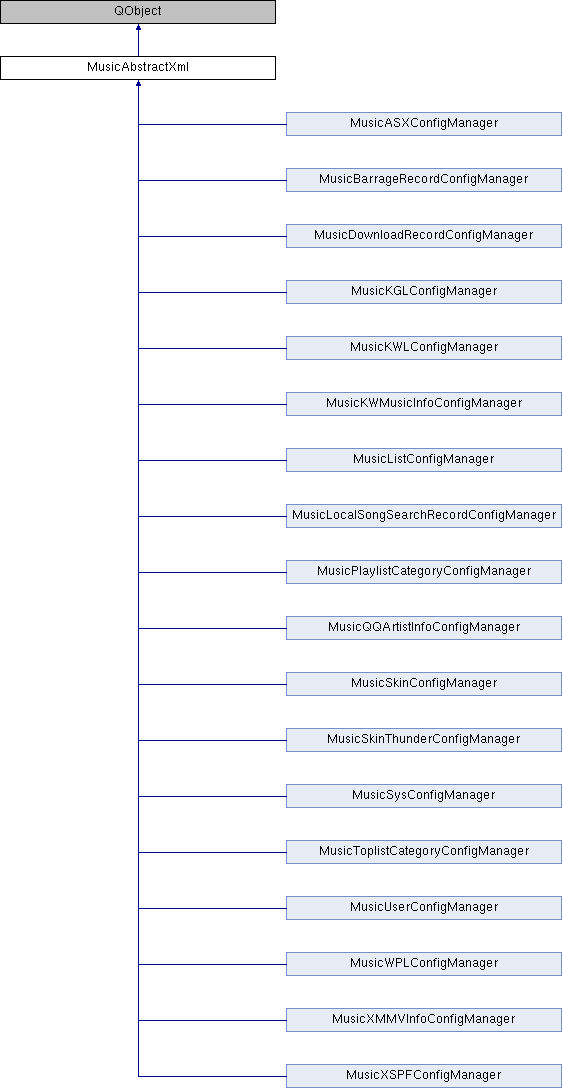 QObject
MusicAbstractXml
MusicASXConfigManager
MusicBarrageRecordConfigManager
MusicDownloadRecordConfigManager
MusicKGLConfigManager
MusicKWLConfigManager
MusicKWMusicInfoConfigManager
MusicListConfigManager
MusicLocalSongSearchRecordConfigManager
MusicPlaylistCategoryConfigManager
MusicQQArtistInfoConfigManager
MusicSkinConfigManager
MusicSkinThunderConfigManager
MusicSysConfigManager
MusicToplistCategoryConfigManager
MusicUserConfigManager
MusicWPLConfigManager
MusicXMMVInfoConfigManager
MusicXSPFConfigManager